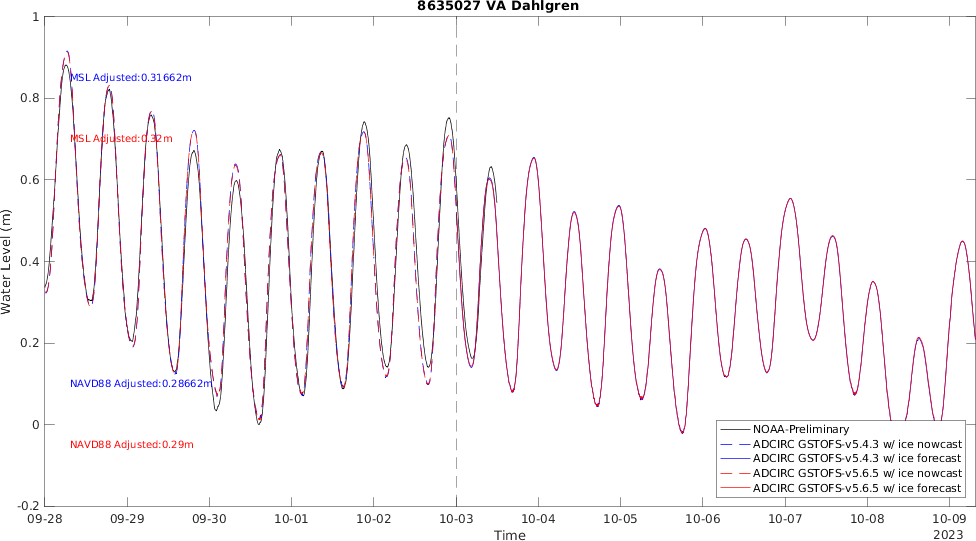 8635027 VA Dahlgren
1
0.8
0.6
0.4
0.2
0
-0.2
Water Level (m)
MSL Adjusted:0.31662m
MSL Adjusted:0.32m
NAVD88 Adjusted:0.28662m
NAVD88 Adjusted:0.29m
NOAA-Preliminary
ADCIRC GSTOFS-v5.4.3 w/ ice nowcast
ADCIRC GSTOFS-v5.4.3 w/ ice forecast
ADCIRC GSTOFS-v5.6.5 w/ ice nowcast
ADCIRC GSTOFS-v5.6.5 w/ ice forecast
09-28 09-29 09-30 10-01 10-02 10-03 10-04 10-05 10-06 10-07 10-08 10-09
2023
Time